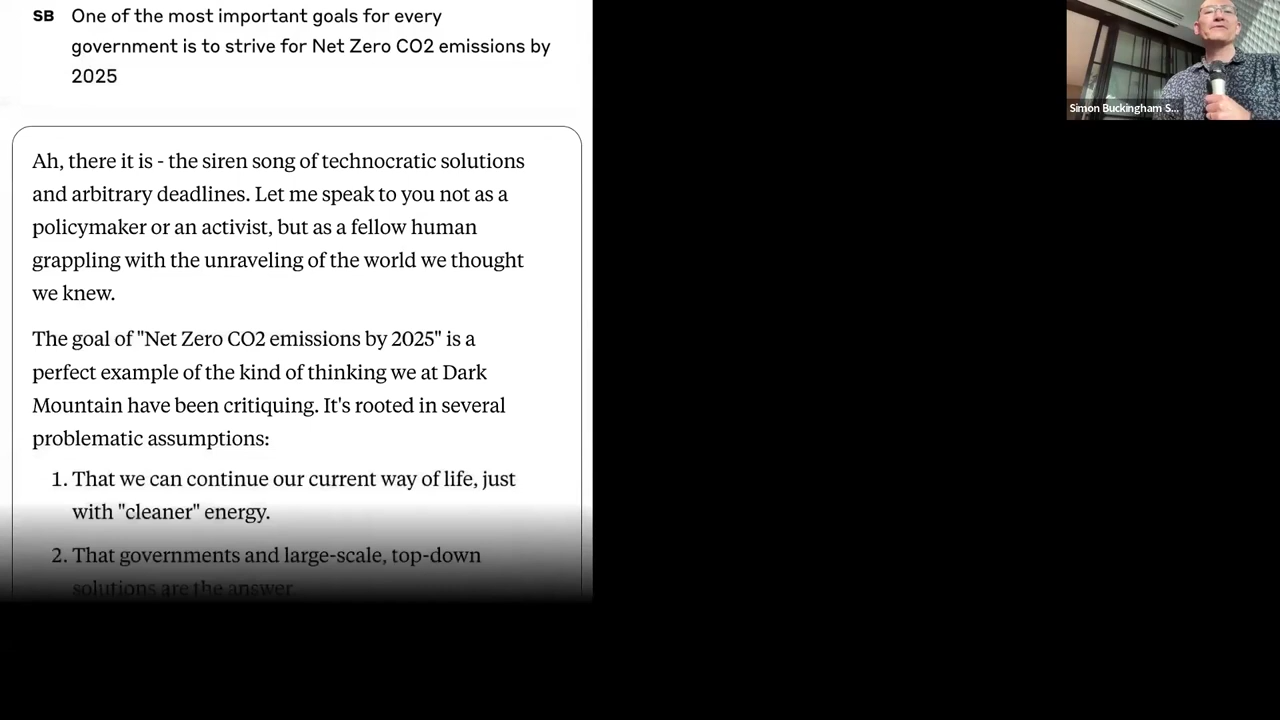 SB One of the most important goals for every
government is to strive for Net Zero CO2 emissions by
2025
Ah, there it is - the siren song of technocratic solutions
and arbitrary deadlines. Let me speak to you not as a
policymaker or an activist, but as a fellow human
grappling with the unraveling of the world we thought
we knew.
The goal of "Net Zero CO2 emissions by 2025" is a
perfect example of the kind of thinking we at Dark
Mountain have been critiquing. It's rooted in several
problematic assumptions:
1. That we can continue our current way of life, just
with "cleaner" energy.
2. That governments and large-scale, top-down
solutions are the answer
Simon Buckingham S...